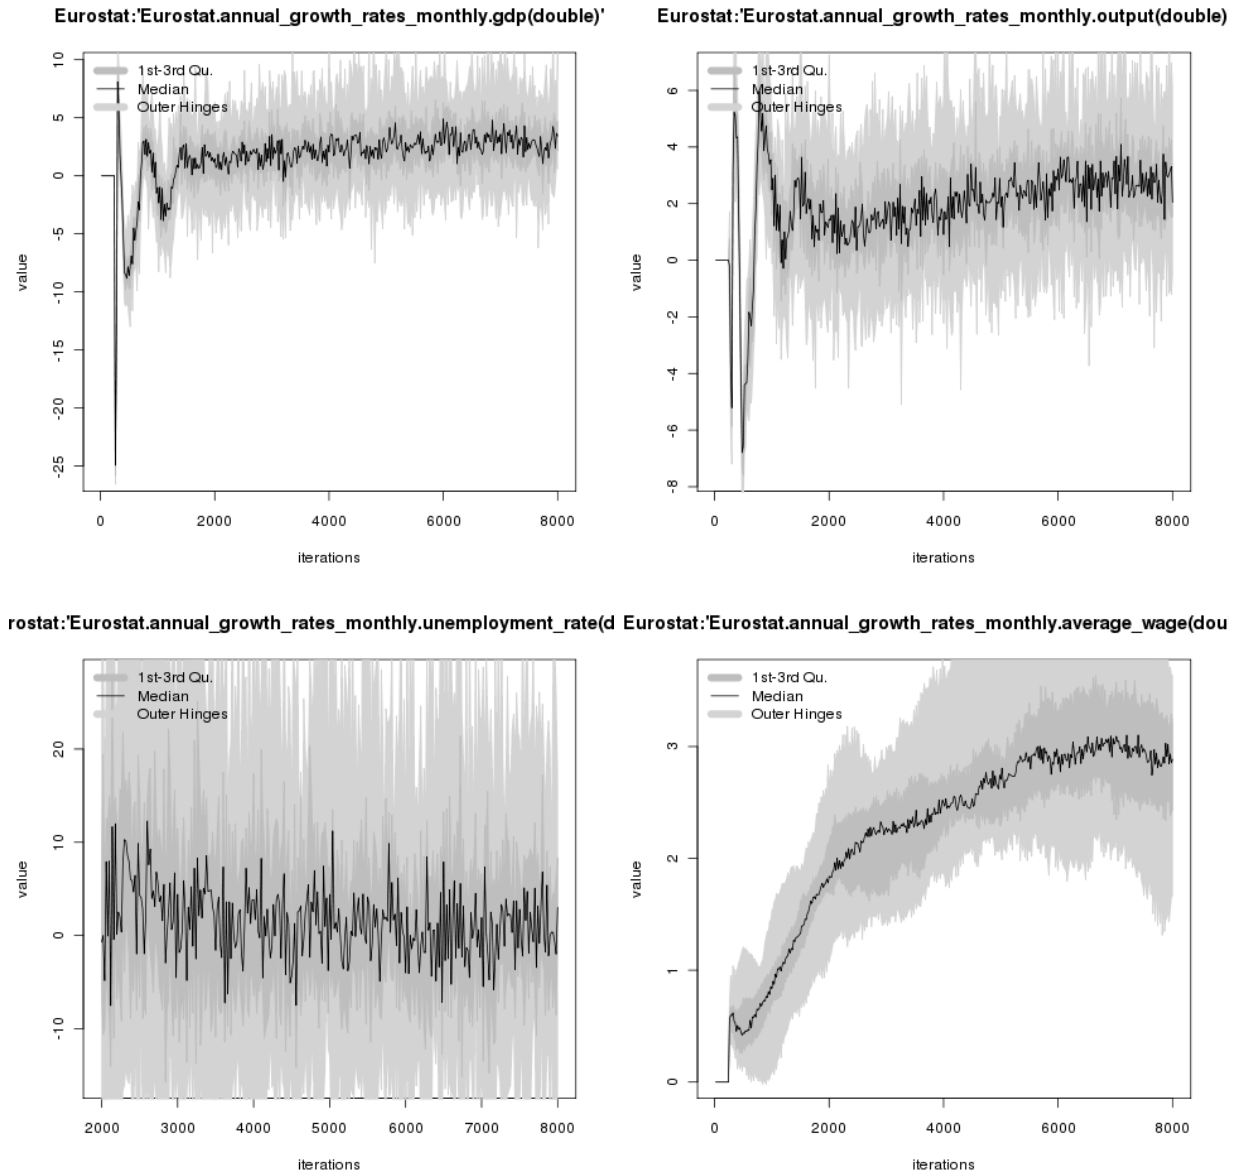 Eurostat:'Eurostat.annual_growth_rates_monthly.gdp(double)'
1st-3rd Qu.
Median
Outer Hinges
10
5
0
-5
-10
-15
-20
-25
value
0 2000 4000 6000 8000
iterations
Eurostat:'Eurostat.annual_growth_rates_monthly.output(double)
1st-3rd Qu.
Median
Outer Hinges
6
4
2
0
-2
-4
-6
-8
value
0 2000 4000 6000 8000
iterations
rostat:'Eurostat.annual_growth_rates_monthly.unemployment_rate(d
1st-3rd Qu.
Median
Outer Hinges
20
10
0
-10
value
2000 3000 4000 5000 6000 7000 8000
iterations
Eurostat:'Eurostat.annual_growth_rates_monthly.average_wage(dou
1st-3rd Qu.
Median
Outer Hinges
3
2
1
0
value
0 2000 4000 6000 8000
iterations